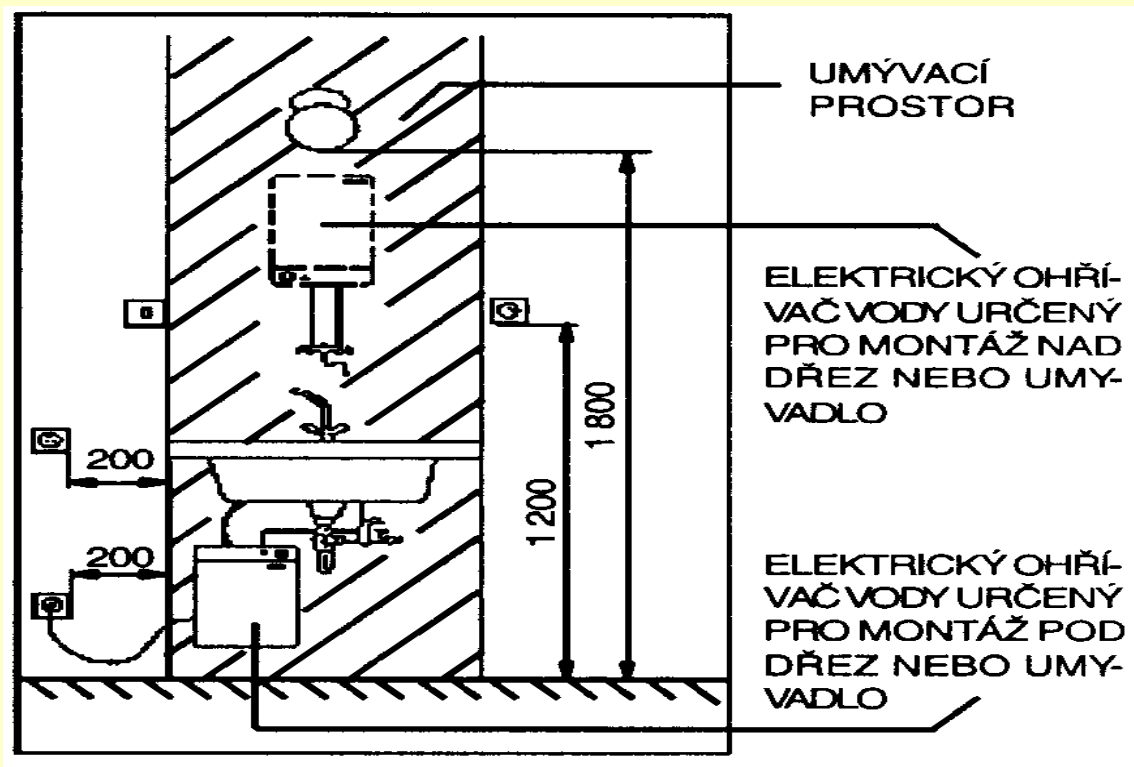 UMÝVACÍ
PROSTOR
ELEKTRICKÝ OHŘÍ-
VAČ VODY URČENÝ
PRO MONTÁŽ NAD
DŘEZ NEBO UMY-
VADLO
200
200
1200
1800
ELEKTRICKÝ OHŘÍ-
VAČ VODY URČENÝ
PRO MONTÁŽ POD
DŘEZ NEBO UMY-
VADLO